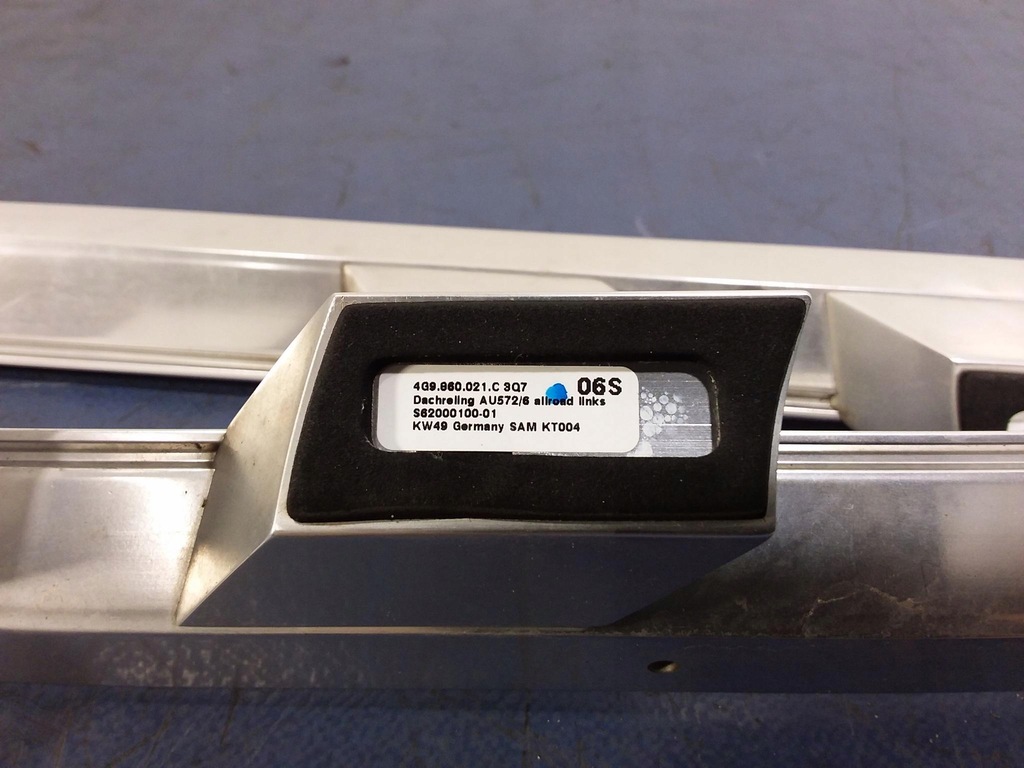 4G9.860.021.C 3Q7 06S
Dachreling AU572/6 allroad links
S62000100-01
KW49 Germany SAM KT004